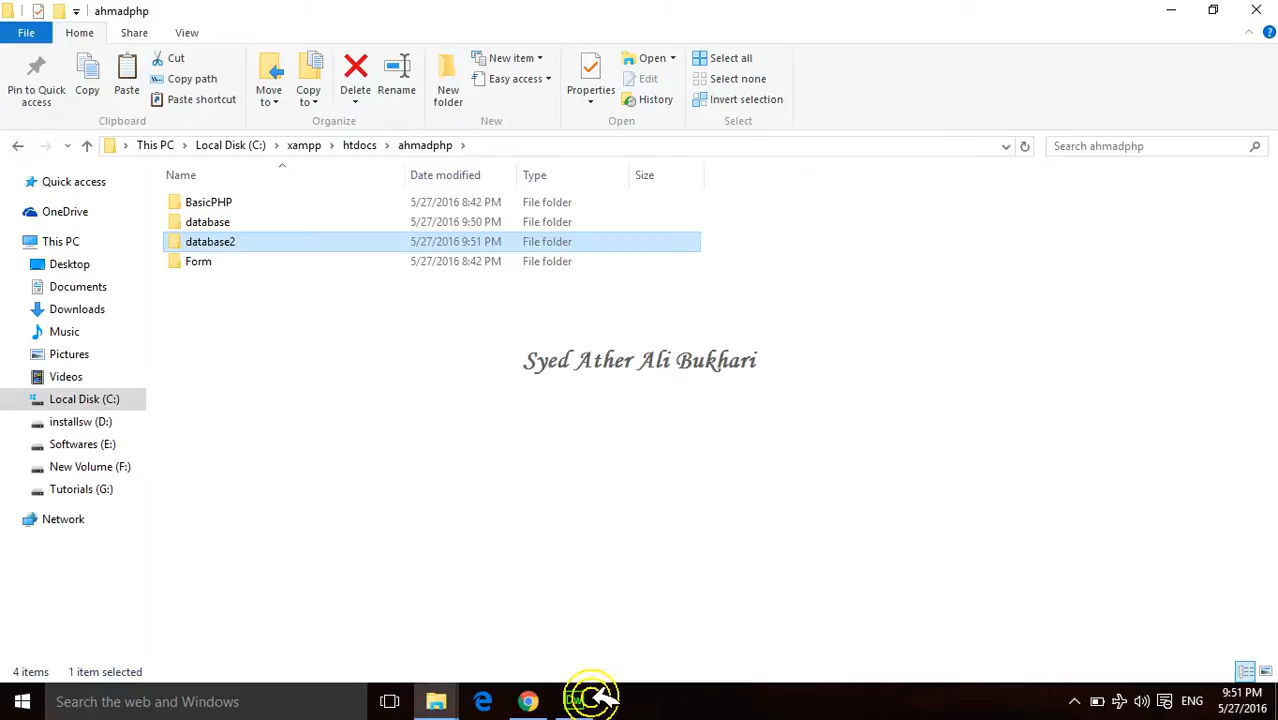 ahmadphp
File Home Share View
Pin to Quick access
Copy
Paste
Cut
Copy path
Paste shortcut
Clipboard
Move to
Copy to
Delete
Rename
Organize
New folder
New item
Easy access
New
Properties
Open
Edit
History
Open
Select all
Select none
Invert selection
Select
This PC Local Disk (C:) xampp htdocs ahmadphp
Search ahmadphp
Name Date modified Type Size
BasicPHP 5/27/2016 8:42 PM File folder
database 5/27/2016 9:50 PM File folder
database2 5/27/2016 9:51 PM File folder
Form 5/27/2016 8:42 PM File folder
Quick access
OneDrive
This PC
Desktop
Documents
Downloads
Music
Pictures
Videos
Local Disk (C:)
installsw (D:)
Softwares (E:)
New Volume (F:)
Tutorials (G:)
Network
Syed Ather Ali Bukhari
4 items 1 item selected
Search the web and Windows
Dw
ENG
9:51 PM
5/27/2016